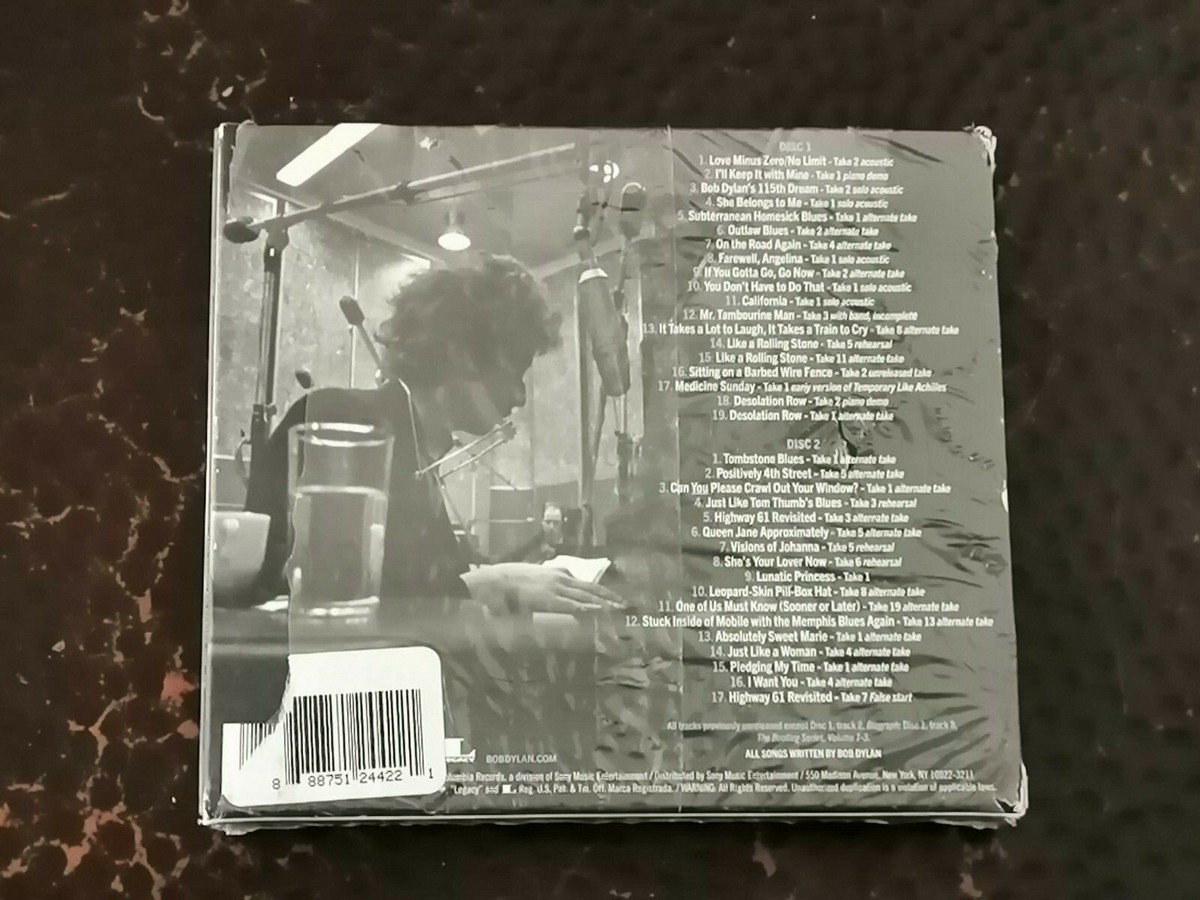 DISC 1
1. Love Minus Zero/No Limit - Take 2 acoustic
2. I'll Keep It with Mine - Take 1 piano demo
3. Bob Dylan's 115th Dream - Take 2 solo acoustic
4. She Belongs to Me - Take 1 solo acoustic
5. Subterranean Homesick Blues - Take 1 alternate take
6. Outlaw Blues - Take 2 alternate take
7. On the Road Again - Take 4 alternate take
8. Farewell, Angelina - Take 1 solo acoustic
9. If You Gotta Go, Go Now - Take 2 alternate take
10. You Don't Have to Do That - Take 1 solo acoustic
11. California - Take 1 solo acoustic
12. Mr. Tambourine Man - Take 3 with band, incomplete
13. It Takes a Lot to Laugh, It Takes a Train to Cry - Take 8 alternate take
14. Like a Rolling Stone - Take 5 rehearsal
15. Like a Rolling Stone - Take 11 alternate take
16. Sitting on a Barbed Wire Fence - Take 2 unreleased take
17. Medicine Sunday - Take 1 early version of Temporary Like Achilles
18. Desolation Row - Take 2 piano demo
19. Desolation Row - Take 1 alternate take
DISC 2
1. Tombstone Blues - Take 1 alternate take
2. Positively 4th Street - Take 5 alternate take
3. Can You Please Crawl Out Your Window? - Take 1 alternate take
4. Just Like Tom Thumb's Blues - Take 3 rehearsal
5. Highway 61 Revisited - Take 3 alternate take
6. Queen Jane Approximately - Take 5 alternate take
7. Visions of Johanna - Take 5 rehearsal
8. She's Your Lover Now - Take 6 rehearsal
9. Lunatic Princess - Take 1
10. Leopard-Skin Pill-Box Hat - Take 8 alternate take
11. One of Us Must Know (Sooner or Later) - Take 19 alternate take
12. Stuck Inside of Mobile with the Memphis Blues Again - Take 13 alternate take
13. Absolutely Sweet Marie - Take 1 alternate take
14. Just Like a Woman - Take 4 alternate take
15. Pledging My Time - Take 1 alternate take
16. I Want You - Take 4 alternate take
17. Highway 61 Revisited - Take 7 False start
All tracks previously unreleased except Disc 1, track 2, Biograph; Disc 1, track 8,
The Bootleg Series, Volume 1-3.
ALL SONGS WRITTEN BY BOB DYLAN
BOBDYLAN.COM
8 88751 24422 1
lumbia Records, a division of Sony Music Entertainment / Distributed by Sony Music Entertainment / 550 Madison Avenue, New York, NY 10022-3211
"Legacy" and Reg. U.S. Pat. & Tm. Off. Marca Registrada. / WARNING: All Rights Reserved. Unauthorized duplication is a violation of applicable laws.